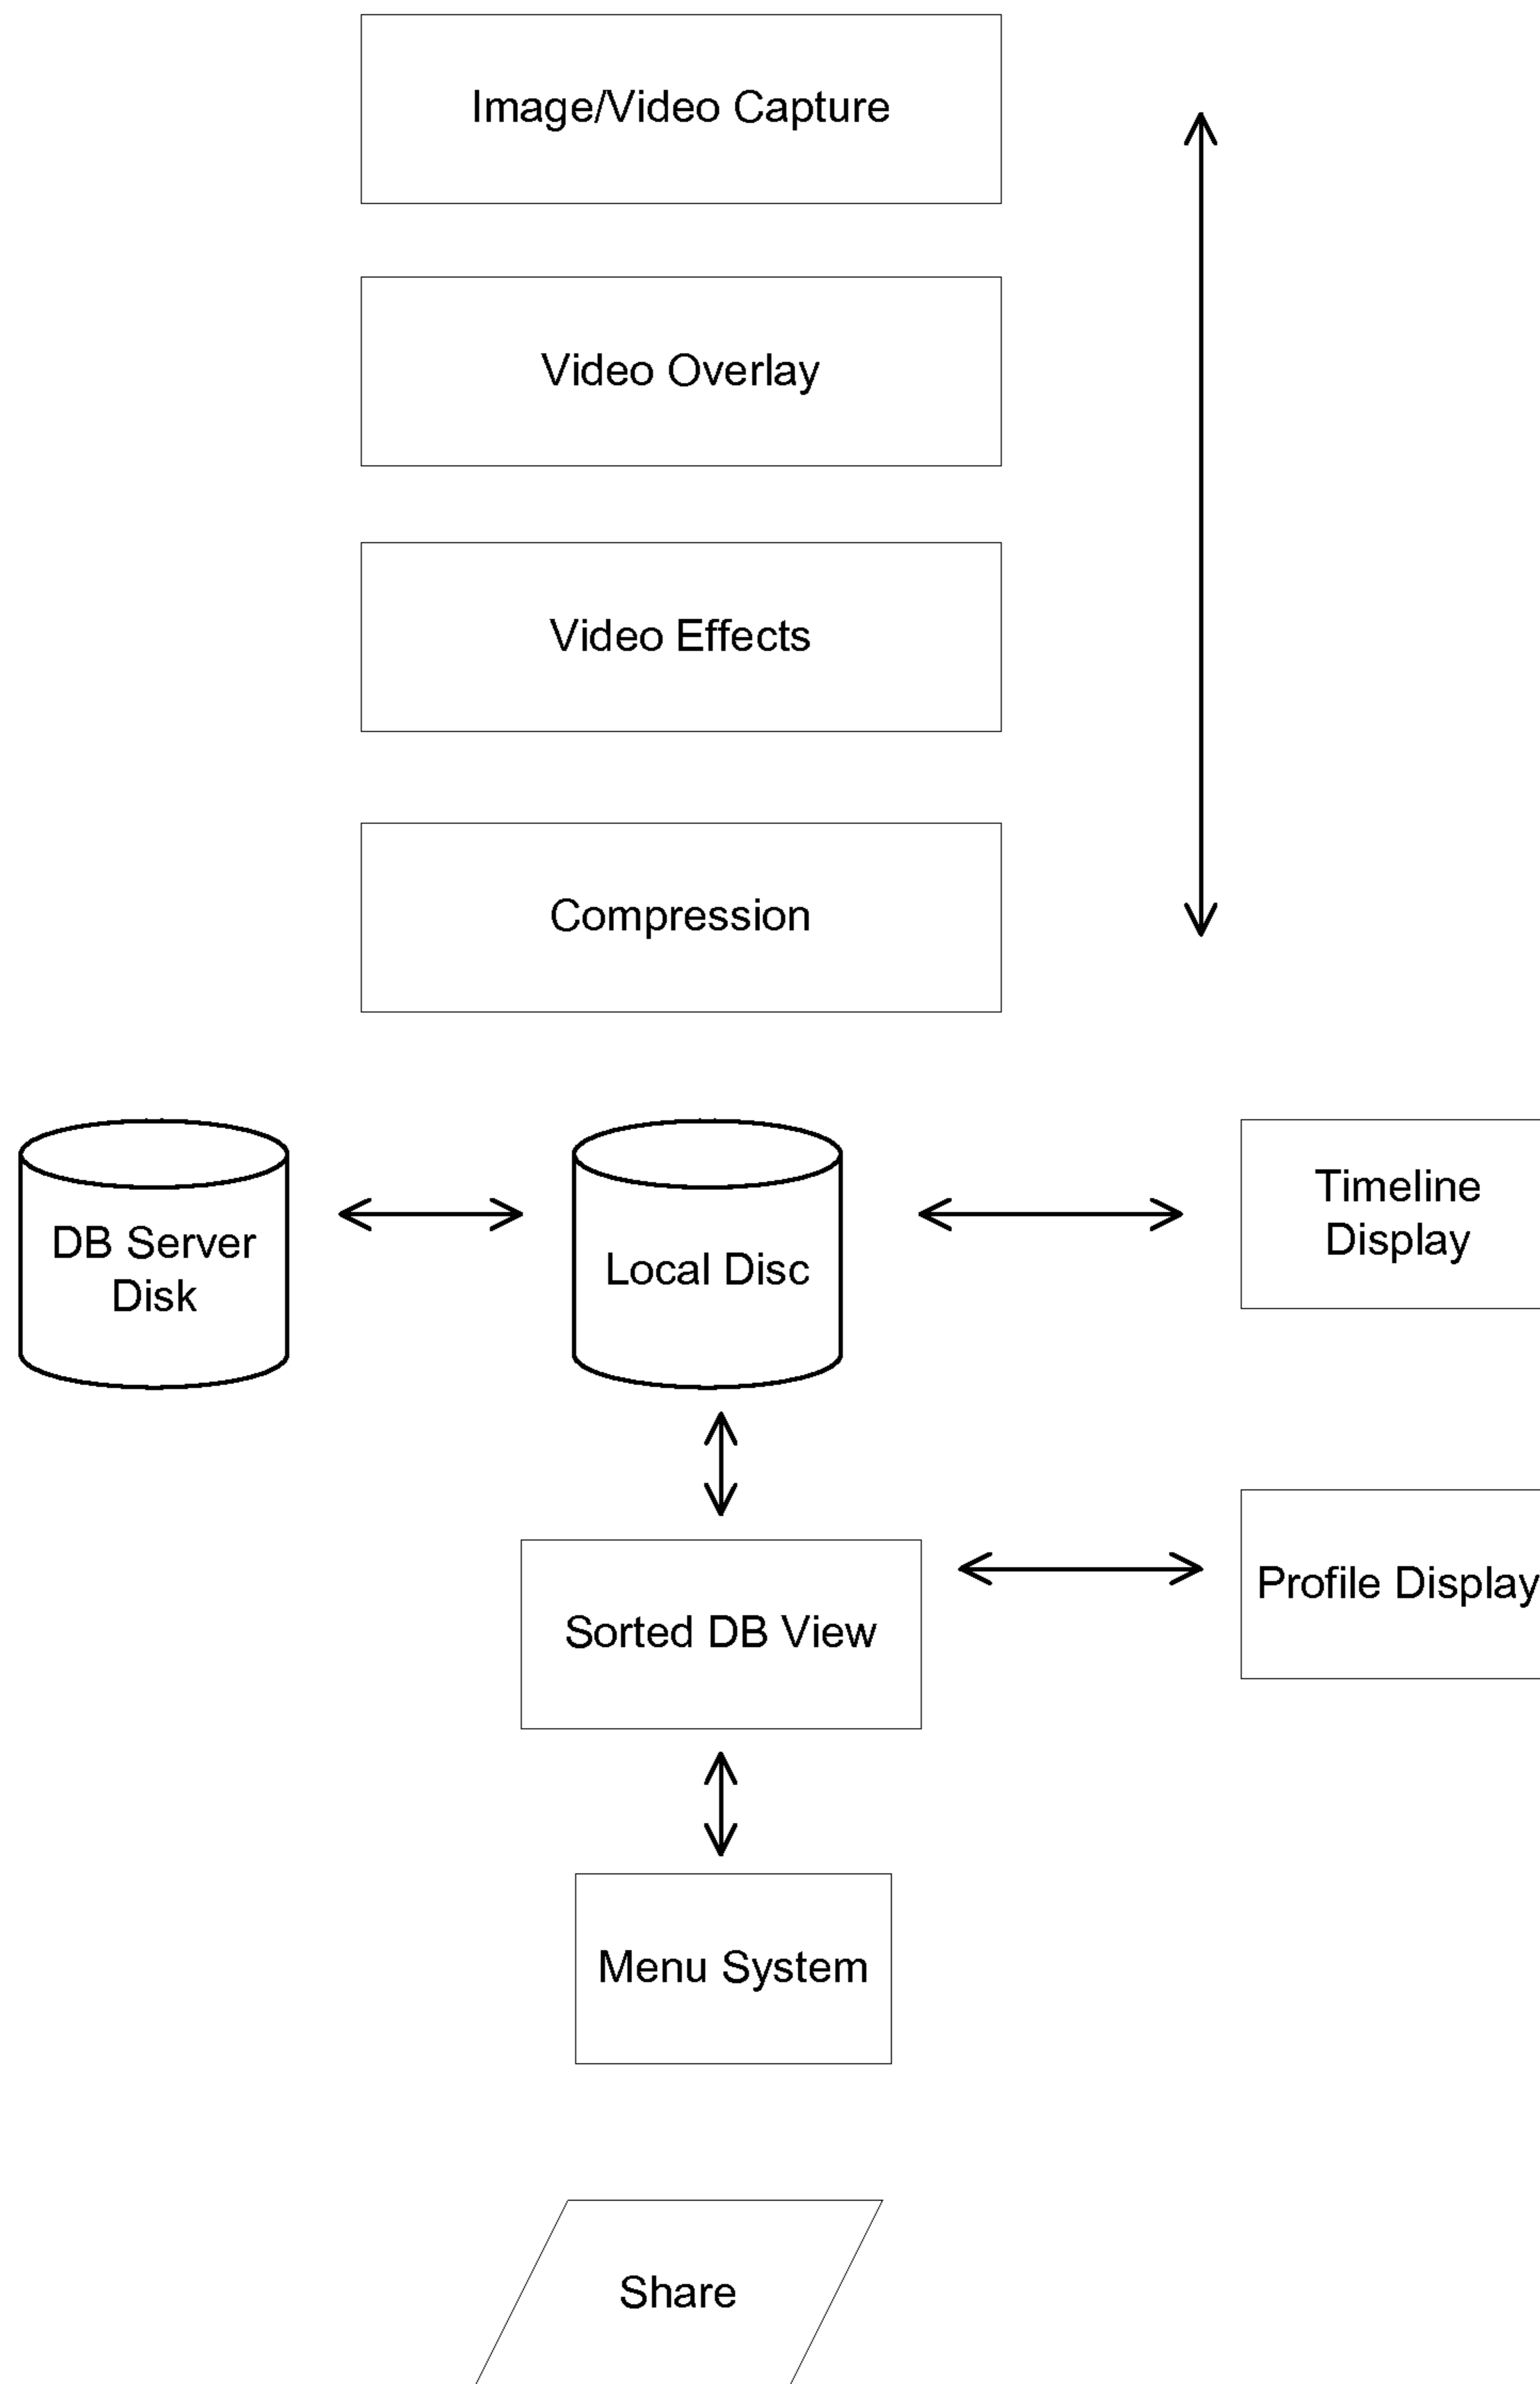 Image/Video Capture
Video Overlay
Video Effects
Compression
DB Server
Disk
Local Disc
Timeline
Display
Profile Display
Sorted DB View
Menu System
Share